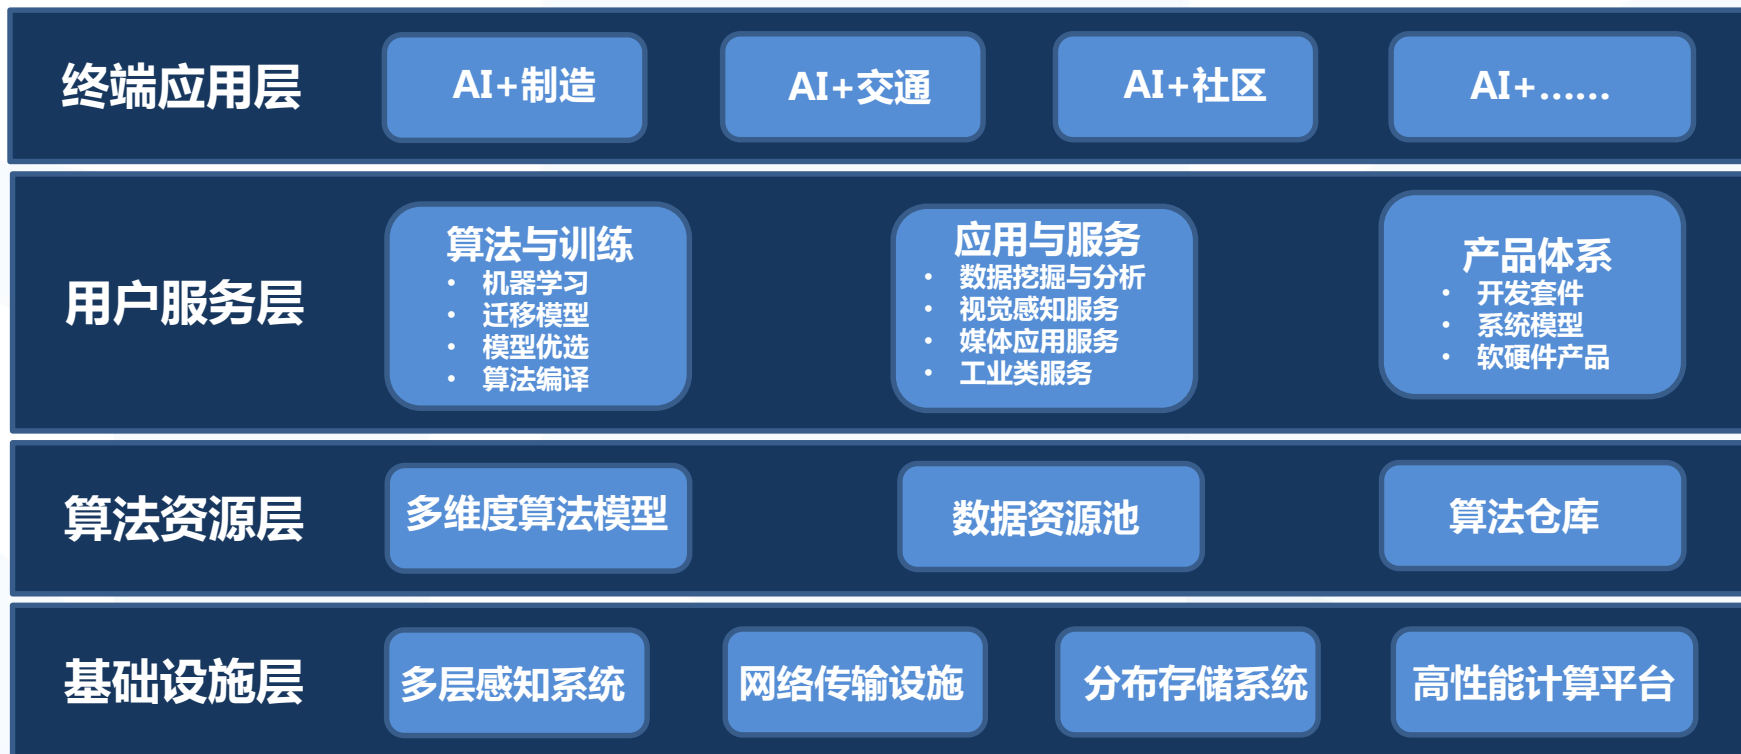 终端应用层
AI+制造
AI+交通
AI+社区
AI+......
用户服务层
算法与训练
• 机器学习
• 迁移模型
• 模型优选
• 算法编译
应用与服务
• 数据挖掘与分析
• 视觉感知服务
• 媒体应用服务
• 工业类服务
产品体系
• 开发套件
• 系统模型
• 软硬件产品
算法资源层
多维度算法模型
数据资源池
算法仓库
基础设施层
多层感知系统
网络传输设施
分布存储系统
高性能计算平台